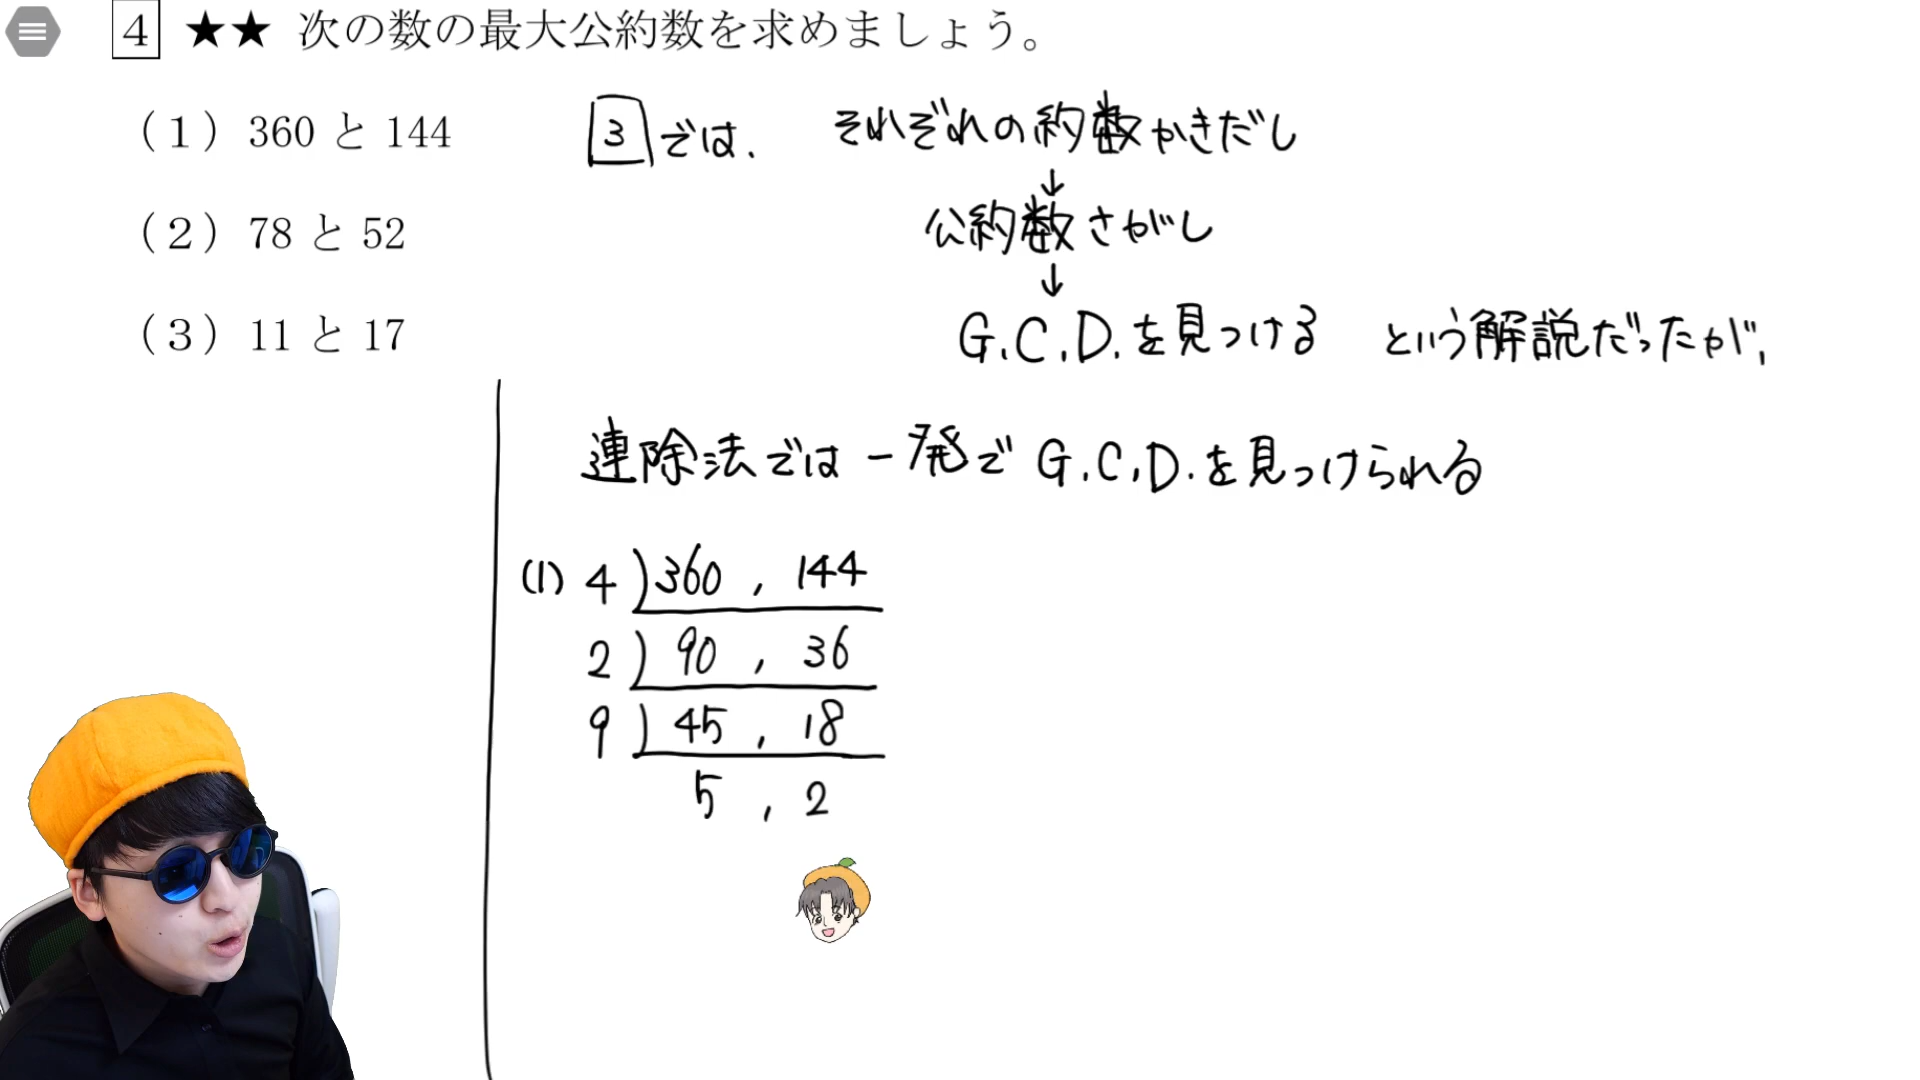 4 ★★ 次の数の最大公約数を求めましょう。
（1）360 と 144
（2）78 と 52
（3）11 と 17
3 では、 それぞれの約数かきだし
↓
公約数さがし
↓
G.C.D.を見つける という解説だったが、
連除法では一発で G.C.D.を見つけられる
(1) 4 ) 360 , 144
2 ) 90 , 36
9 ) 45 , 18
5 , 2